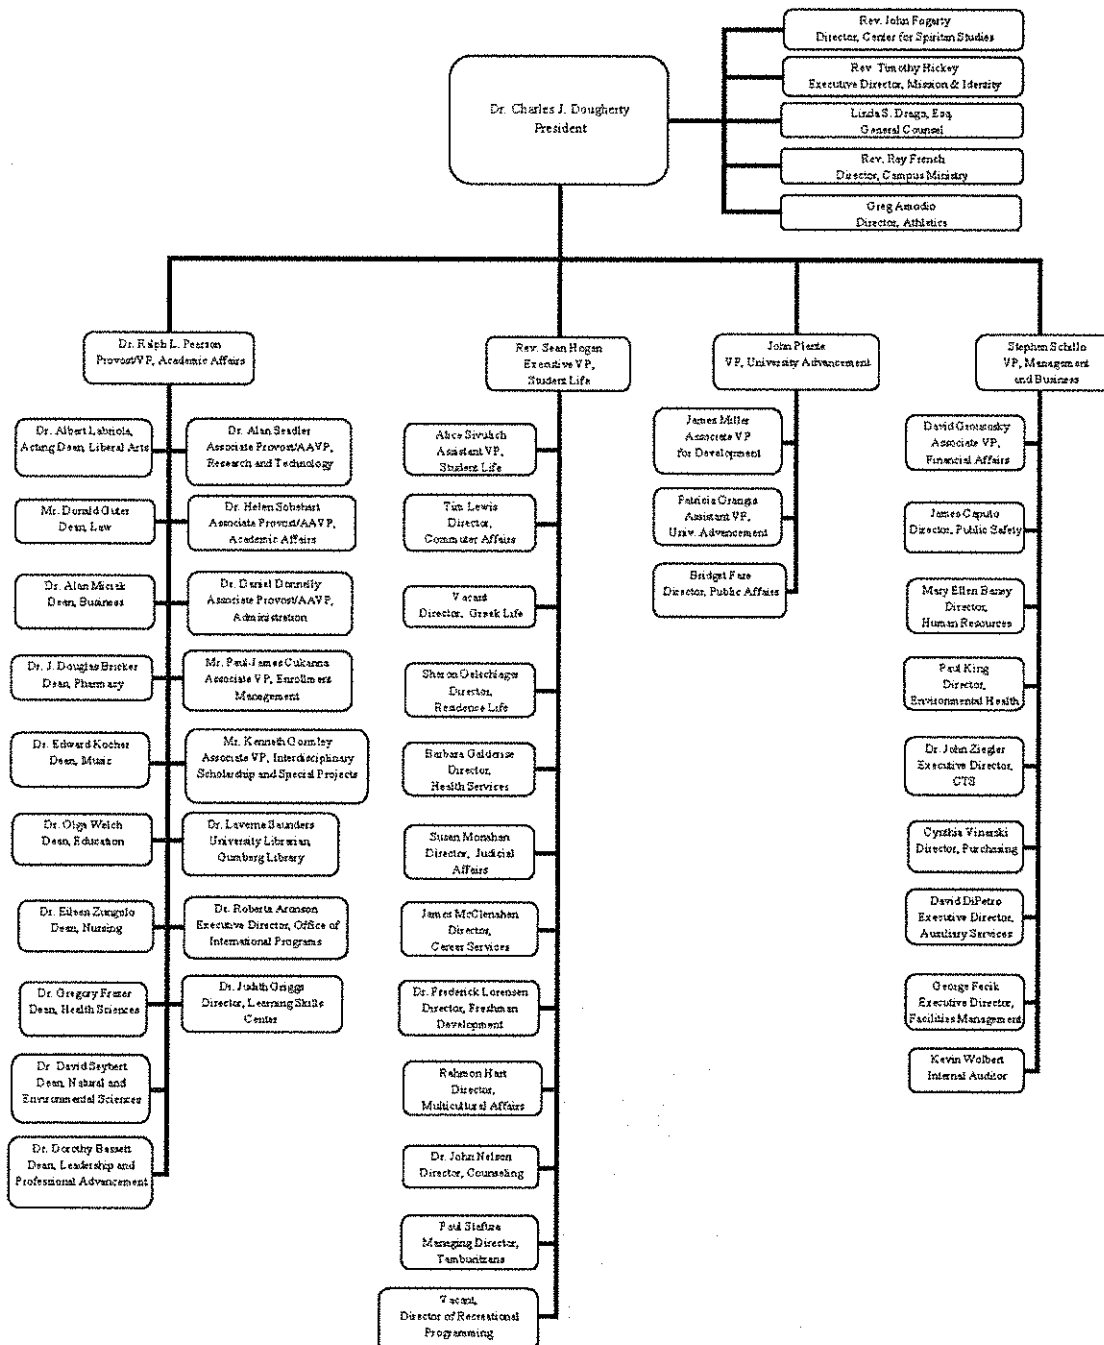 Rev. John Fogarty
Director, Center for Spiritan Studies
Rev. Timothy Hickey
Executive Director, Mission & Identity
Dr. Charles J. Dougherty
President
Linda S. Drago, Esq.
General Counsel
Rev. Ray French
Director, Campus Ministry
Greg Amodio
Director, Athletics
Dr. Ralph L. Pearson
Provost/VP, Academic Affairs
Rev. Sean Hogan
Executive VP,
Student Life
John Plante
VP, University Advancement
Stephen Schillo
VP, Management
and Business
Dr. Albert Labriola,
Acting Dean, Liberal Arts
Dr. Alan Seadler
Associate Provost/AAVP,
Research and Technology
Mr. Donald Guter
Dean, Law
Dr. Helen Sobehart
Associate Provost/AAVP,
Academic Affairs
Dr. Alan Miciak
Dean, Business
Dr. Daniel Donnelly
Associate Provost/AAVP,
Administration
Dr. J. Douglas Bricker
Dean, Pharmacy
Mr. Paul-James Cukanna
Associate VP, Enrollment
Management
Dr. Edward Kocher
Dean, Music
Mr. Kenneth Gormley
Associate VP, Interdisciplinary
Scholarship and Special Projects
Dr. Olga Welch
Dean, Education
Dr. Laverna Saunders
University Librarian,
Gumberg Library
Dr. Eileen Zungolo
Dean, Nursing
Dr. Roberta Aronson
Executive Director, Office of
International Programs
Dr. Gregory Frazer
Dean, Health Sciences
Dr. Judith Griggs
Director, Learning Skills
Center
Dr. David Seybert
Dean, Natural and
Environmental Sciences
Dr. Dorothy Bassett
Dean, Leadership and
Professional Advancement
Alice Sivulich
Assistant VP,
Student Life
Tim Lewis
Director,
Commuter Affairs
Vacant
Director, Greek Life
Sharon Oelschlager
Director,
Residence Life
Barbara
Director,
Health Services
Susan Monahan
Director, Judicial
Affairs
James McClenahan
Director,
Career Services
Dr. Frederick Lorensen
Director, Freshman
Development
Rahmon Hart
Director,
Multicultural Affairs
Dr. John Nelson
Director, Counseling
Paul Stafura
Managing Director,
Tamburitzans
Vacant,
Director of Recreational
Programming
James Miller
Associate VP
for Development
Patricia
Assistant VP,
Univ. Advancement
Bridget Fare
Director, Public Affairs
David
Associate VP,
Financial Affairs
James Caputo
Director, Public Safety
Mary Ellen Baney
Director,
Human Resources
Paul King
Director,
Environmental Health
Dr. John Ziegler
Executive Director,
CTS
Cynthia Vinarski
Director, Purchasing
David DiPetro
Executive Director,
Auxiliary Services
George Fecik
Executive Director,
Facilities Management
Kevin Wolbert
Internal Auditor